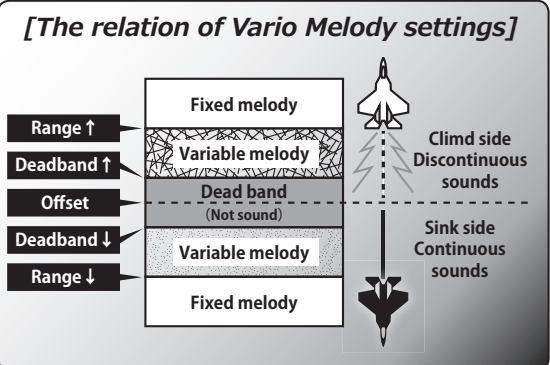 [The relation of Vario Melody settings]
Fixed melody
Range ↑
Variable melody
Deadband ↑
Dead band
Offset
(Not sound)
Deadband ↓
Variable melody
Range ↓
Fixed melody
Climd side
Discontinuous
sounds
Sink side
Continuous
sounds